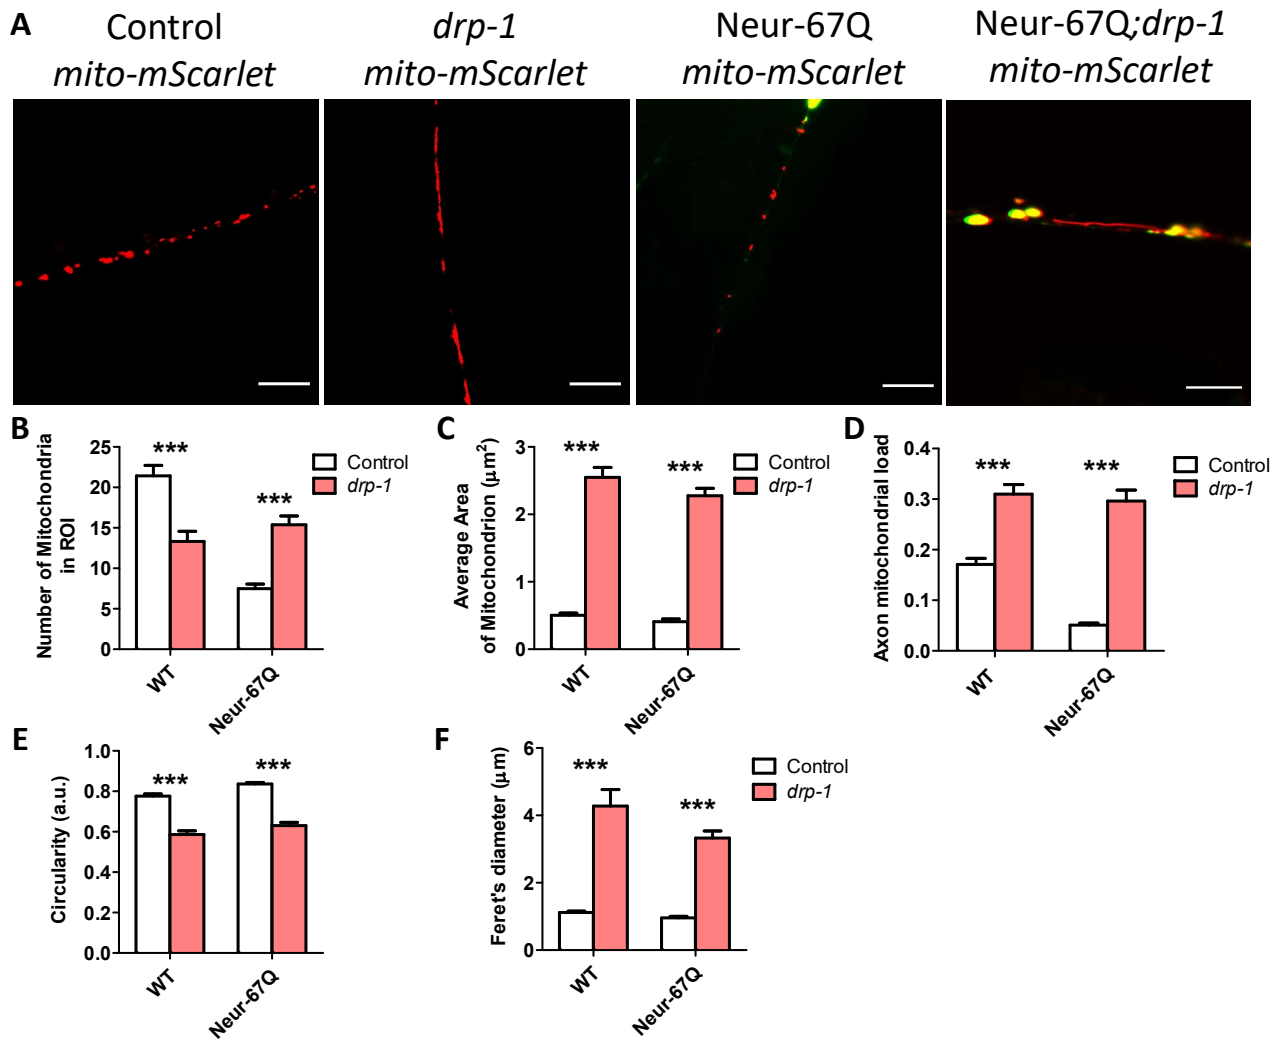 A
Control
mito-mScarlet
drp-1
mito-mScarlet
Neur-67Q
mito-mScarlet
Neur-67Q;drp-1
mito-mScarlet
B
Number of Mitochondria
in ROI
25
20
15
10
5
0
***
***
WT
Neur-67Q
Control
drp-1
C
Average Area
of Mitochondrion (μm²)
3
2
1
0
***
***
WT
Neur-67Q
Control
drp-1
D
Axon mitochondrial load
0.4
0.3
0.2
0.1
0.0
***
***
WT
Neur-67Q
Control
drp-1
E
Circularity (a.u.)
1.0
0.8
0.6
0.4
0.2
0.0
***
***
WT
Neur-67Q
F
Feret's diameter (μm)
6
4
2
0
***
***
WT
Neur-67Q
Control
drp-1